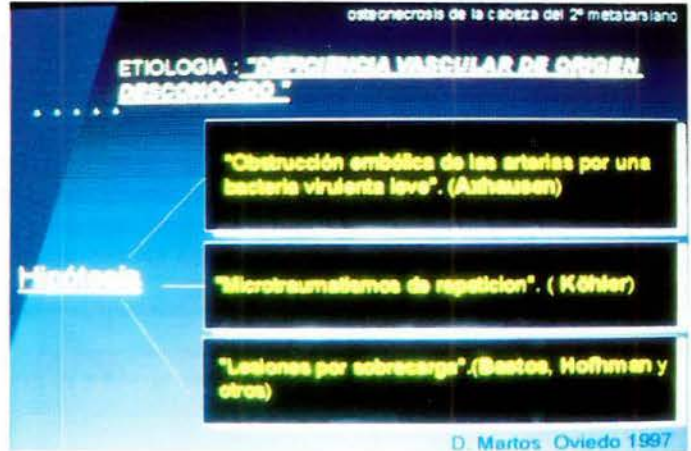 osteonecrosis de la cabeza del 2º metatarsiano
ETIOLOGIA : "DEFICIENCIA VASCULAR DE ORIGEN
DESCONOCIDO "
"Obstrucción embólica de las arterias por una
bacteria virulenta leve". (Axhausen)
Hipótesis
"Microtraumatismos de repeticion". ( Köhler)
"Lesiones por sobrecarga".(Bastos, Hofhman y
otros)
D. Martos Oviedo 1997